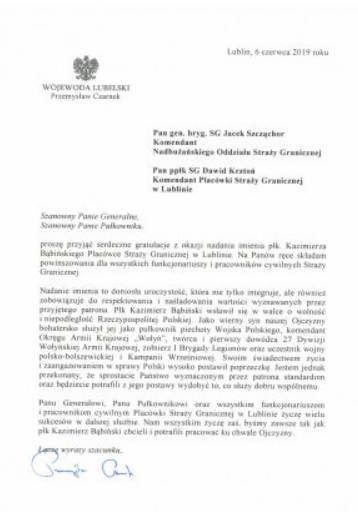 Lublin, 6 czerwca 2019 roku
WOJEWODA LUBELSKI
Przemysław Czarnek
Pan gen. bryg. SG Jacek Szcząchor
Komendant
Nadbużańskiego Oddziału Straży Granicznej
Pan ppłk SG Dawid Krztoń
Komendant Placówki Straży Granicznej
w Lublinie
Szanowny Panie Generale,
Szanowny Panie Pułkowniku,
proszę przyjąć serdeczne gratulacje z okazji nadania imienia płk. Kazimierza
Bąbińskiego Placówce Straży Granicznej w Lublinie. Na Panów ręce składam
powinszowania dla wszystkich funkcjonariuszy i pracowników cywilnych Straży
Granicznej.
Nadanie imienia to doniosła uroczystość, która nie tylko integruje, ale również
zobowiązuje do respektowania i naśladowania wartości wyznawanych przez
przyjętego patrona. Płk Kazimierz Bąbiński wsławił się w walce o wolność
i niepodległość Rzeczypospolitej Polskiej. Jako wierny syn naszej Ojczyzny
bohatersko służył jej jako pułkownik piechoty Wojska Polskiego, komendant
Okręgu Armii Krajowej „Wołyń”, twórca i pierwszy dowódca 27 Dywizji
Wołyńskiej Armii Krajowej, żołnierz I Brygady Legionów oraz uczestnik wojny
polsko-bolszewickiej i Kampanii Wrześniowej. Swoim świadectwem życia
i zaangażowaniem w sprawy Polski wysoko postawił poprzeczkę. Jestem jednak
przekonany, że sprostacie Państwo wyznaczonym przez patrona standardom
oraz będziecie potrafili z jego postawy wydobyć to, co służy dobru wspólnemu.
Panu Generałowi, Panu Pułkownikowi oraz wszystkim funkcjonariuszom
i pracownikom cywilnym Placówki Straży Granicznej w Lublinie życzę wielu
sukcesów w dalszej służbie. Nam wszystkim życzę zaś, byśmy zawsze tak jak
płk Kazimierz Bąbiński chcieli i potrafili pracować ku chwale Ojczyzny.
Łączę wyrazy szacunku,